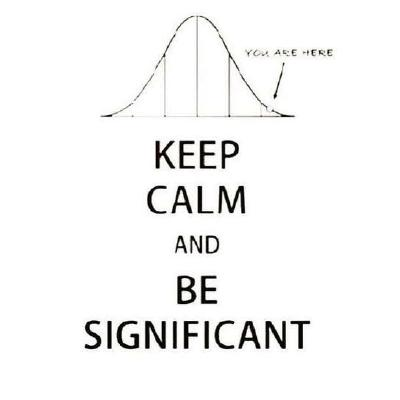 YOU ARE HERE
KEEP
CALM
AND
BE
SIGNIFICANT